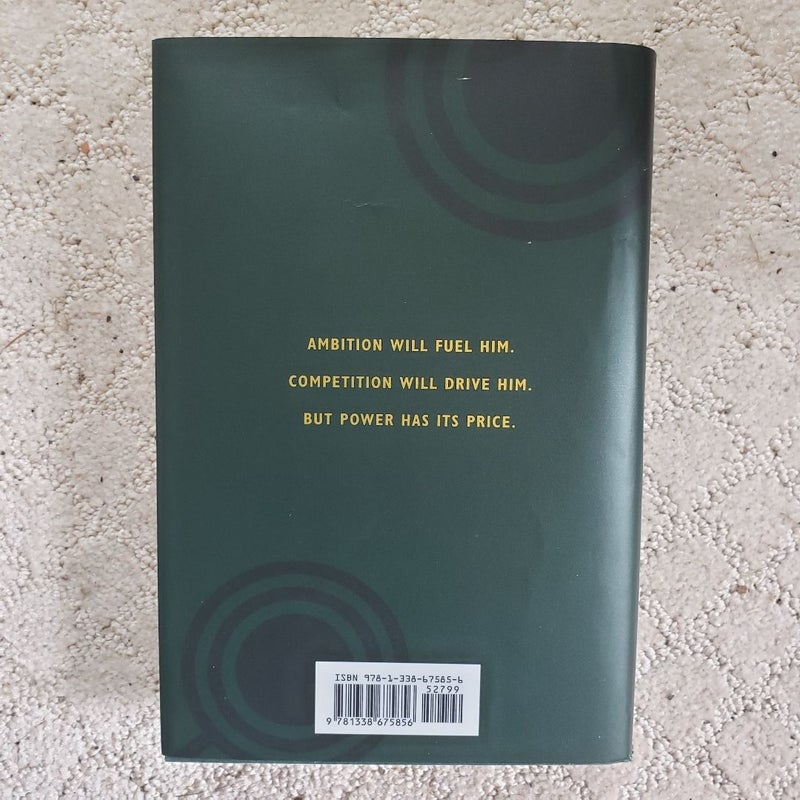 AMBITION WILL FUEL HIM.
COMPETITION WILL DRIVE HIM.
BUT POWER HAS ITS PRICE.
ISBN 978-1-338-67585-6
52799
9 781338 675856